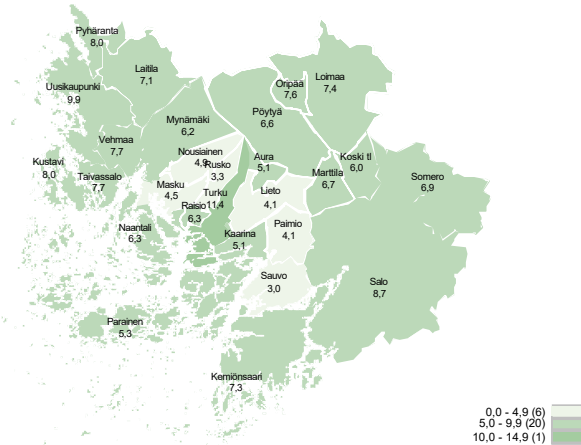 Pyhäranta
8,0
Laitila
7,1
Loimaa
7,4
Oripää
7,6
Uusikaupunki
9,9
Pöytyä
6,6
Mynämäki
6,2
Vehmaa
7,7
Nousiainen
4,9
Rusko
3,3
Aura
5,1
Koski tl
6,0
Kustavi
8,0
Taivassalo
7,7
Marttila
6,7
Somero
6,9
Masku
4,5
Turku
11,4
Lieto
4,1
Raisio
6,3
Naantali
6,3
Kaarina
5,1
Paimio
4,1
Sauvo
3,0
Salo
8,7
Parainen
5,3
Kemiönsaari
7,3
0,0 - 4,9 (6)
5,0 - 9,9 (20)
10,0 - 14,9 (1)